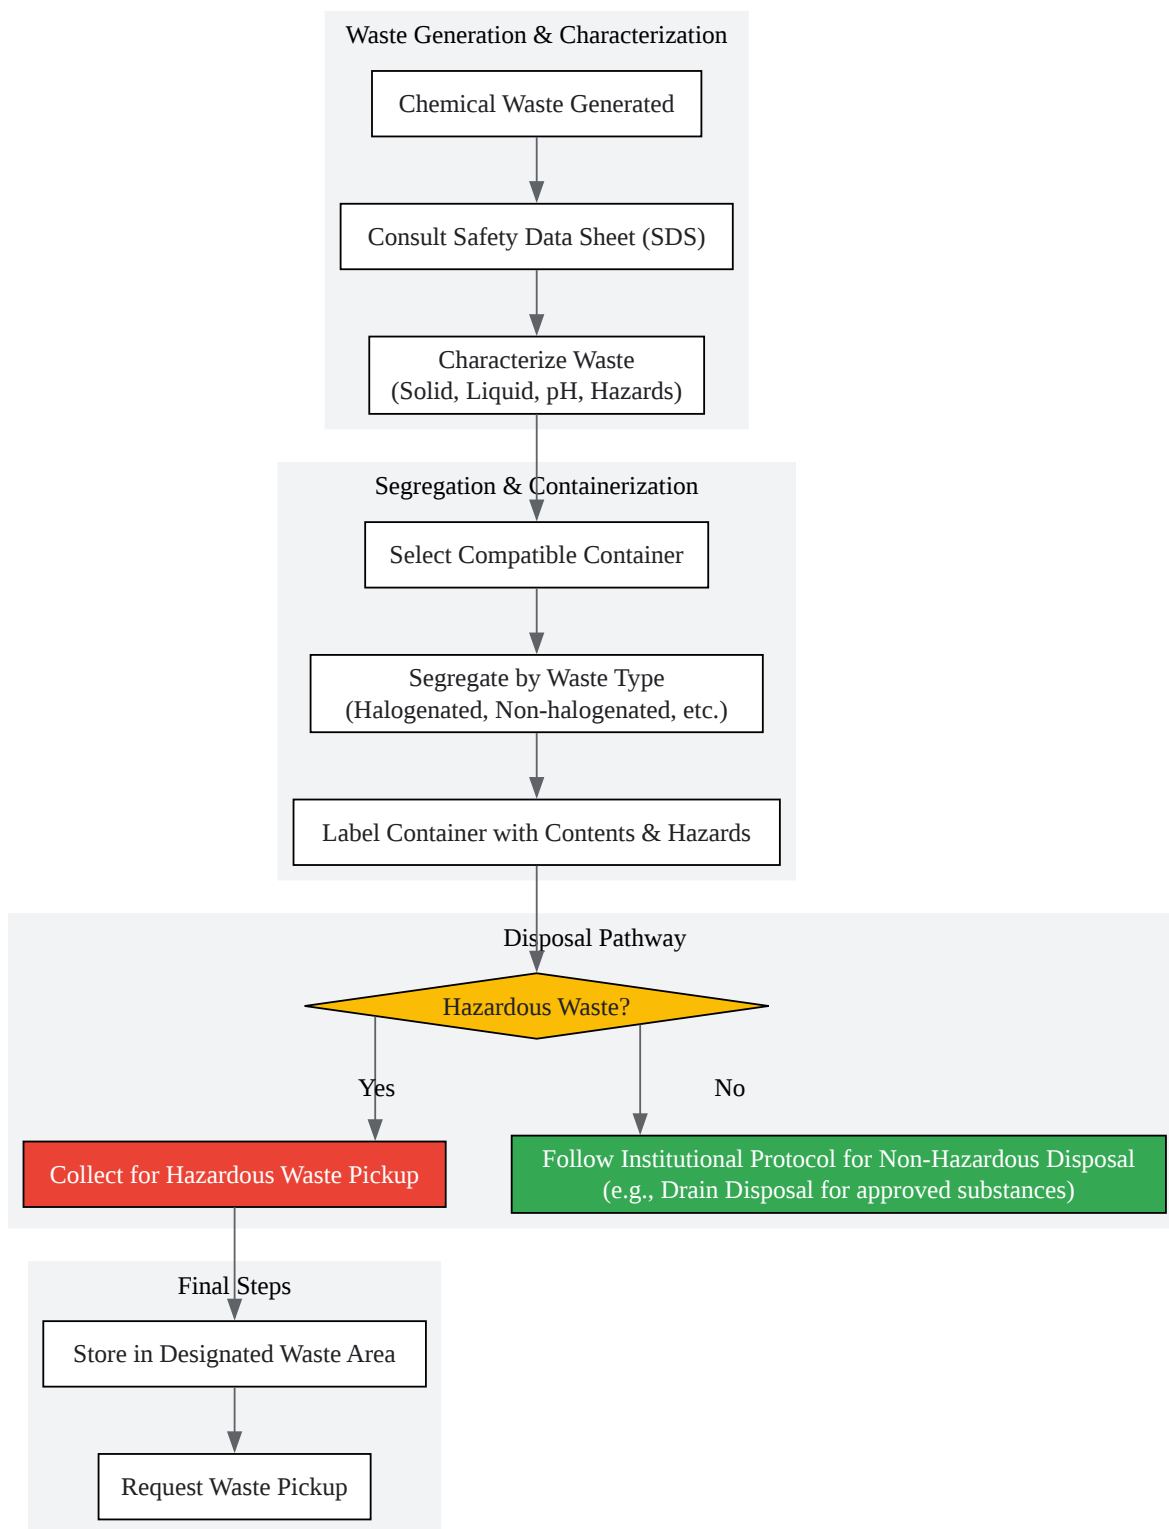 Waste Generation & Characterization
Chemical Waste Generated
Consult Safety Data Sheet (SDS)
Characterize Waste
(Solid, Liquid, pH, Hazards)
Segregation & Containerization
Select Compatible Container
Segregate by Waste Type
(Halogenated, Non-halogenated, etc.)
Label Container with Contents & Hazards
Disposal Pathway
Hazardous Waste?
Yes
No
Collect for Hazardous Waste Pickup
Follow Institutional Protocol for Non-Hazardous Disposal
(e.g., Drain Disposal for approved substances)
Final Steps
Store in Designated Waste Area
Request Waste Pickup